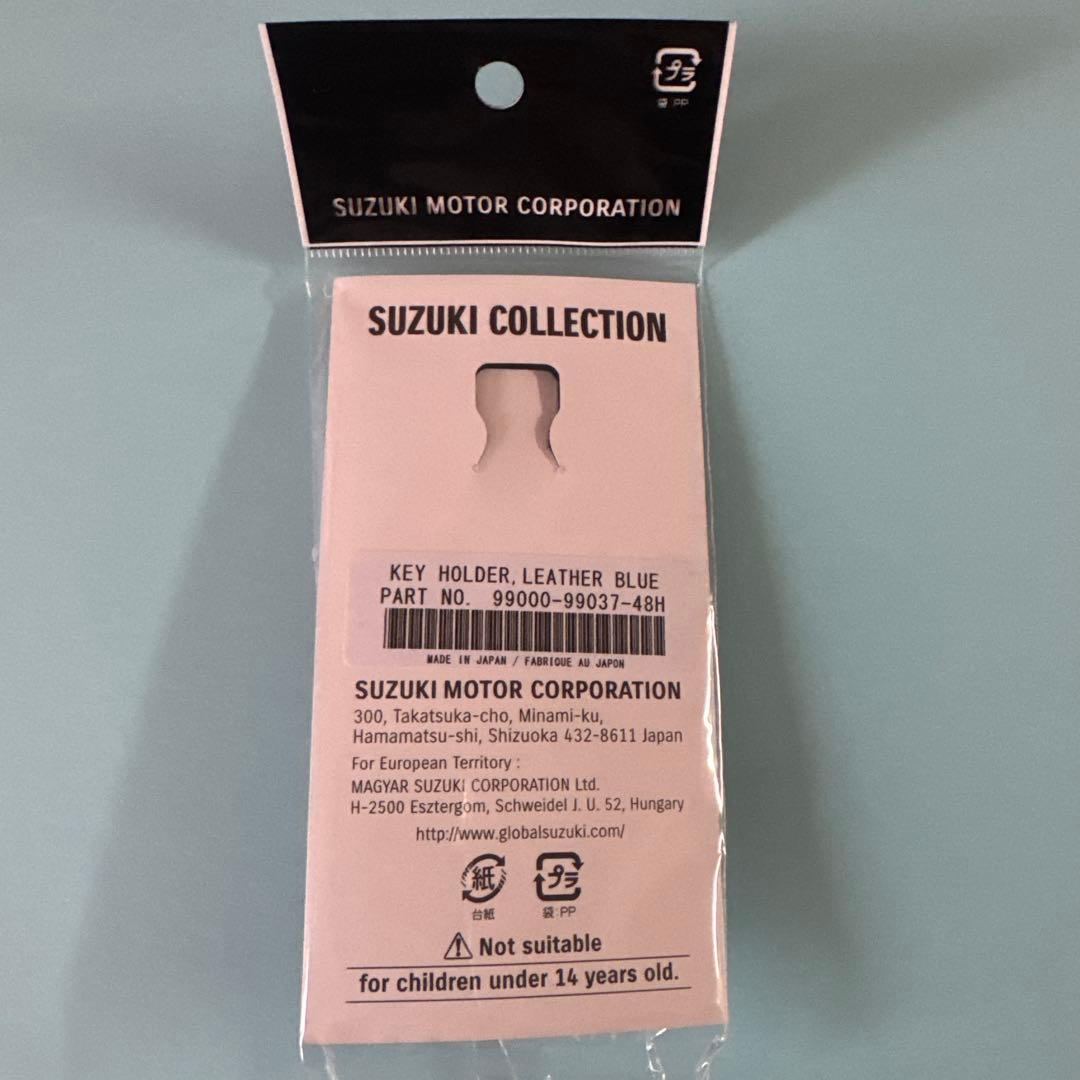 プラ
袋:PP
SUZUKI MOTOR CORPORATION
SUZUKI COLLECTION
KEY HOLDER,LEATHER BLUE
PART NO. 99000-99037-48H
MADE IN JAPAN / FABRIQUE AU JAPON
SUZUKI MOTOR CORPORATION
300, Takatsuka-cho, Minami-ku,
Hamamatsu-shi, Shizuoka 432-8611 Japan
For European Territory :
MAGYAR SUZUKI CORPORATION Ltd.
H-2500 Esztergom, Schweidel J. U. 52, Hungary
http://www.globalsuzuki.com/
紙 プラ
台紙 袋:PP
Not suitable
for children under 14 years old.